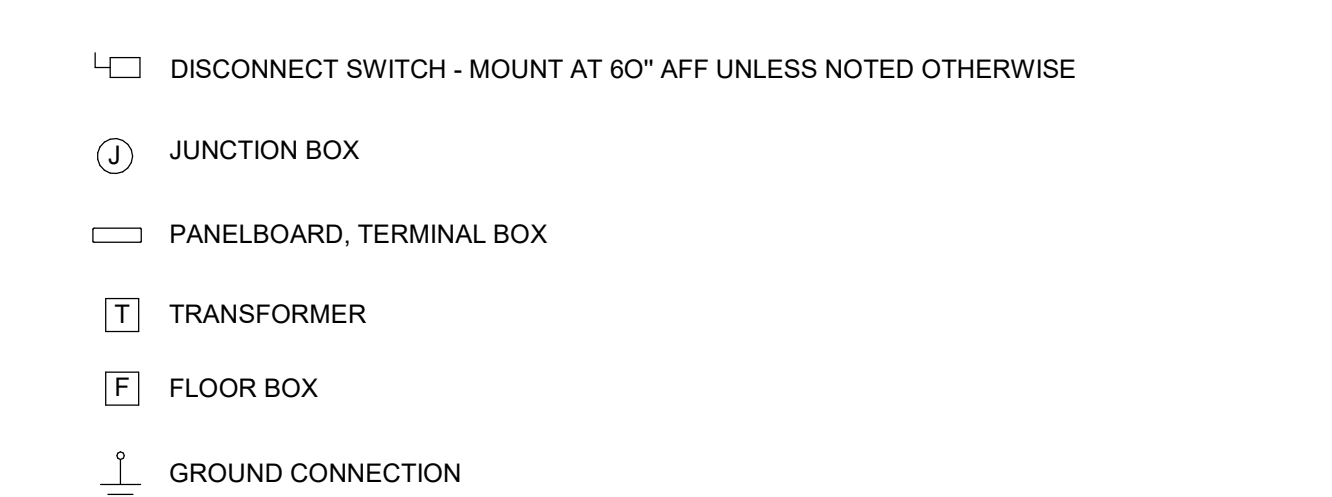 DISCONNECT SWITCH - MOUNT AT 6O" AFF UNLESS NOTED OTHERWISE
J JUNCTION BOX
PANELBOARD, TERMINAL BOX
T TRANSFORMER
F FLOOR BOX
GROUND CONNECTION